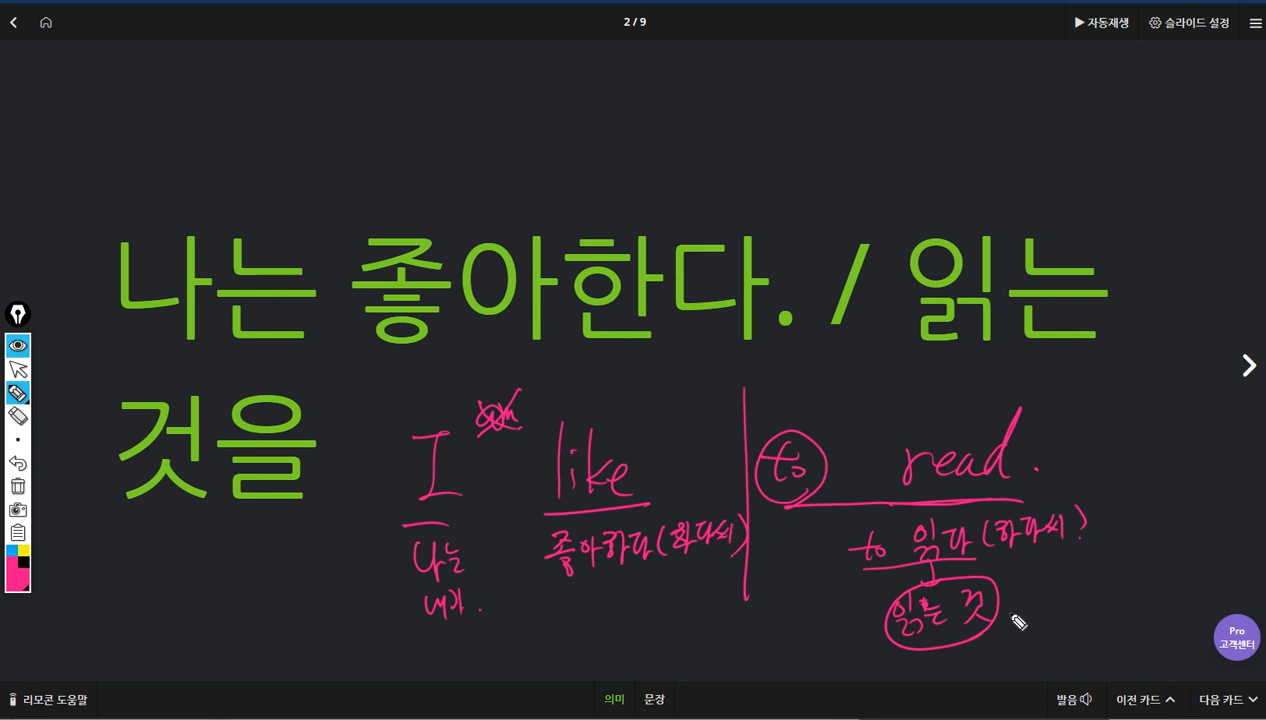 2 / 9
자동재생
슬라이드 설정
나는 좋아한다. / 읽는
것을
I like to read.
나는 좋아하다(하다씨) to 읽다(하다씨)
내가. 읽는 것
Pro
고객센터
리모콘 도움말
의미
문장
발음
이전 카드
다음 카드